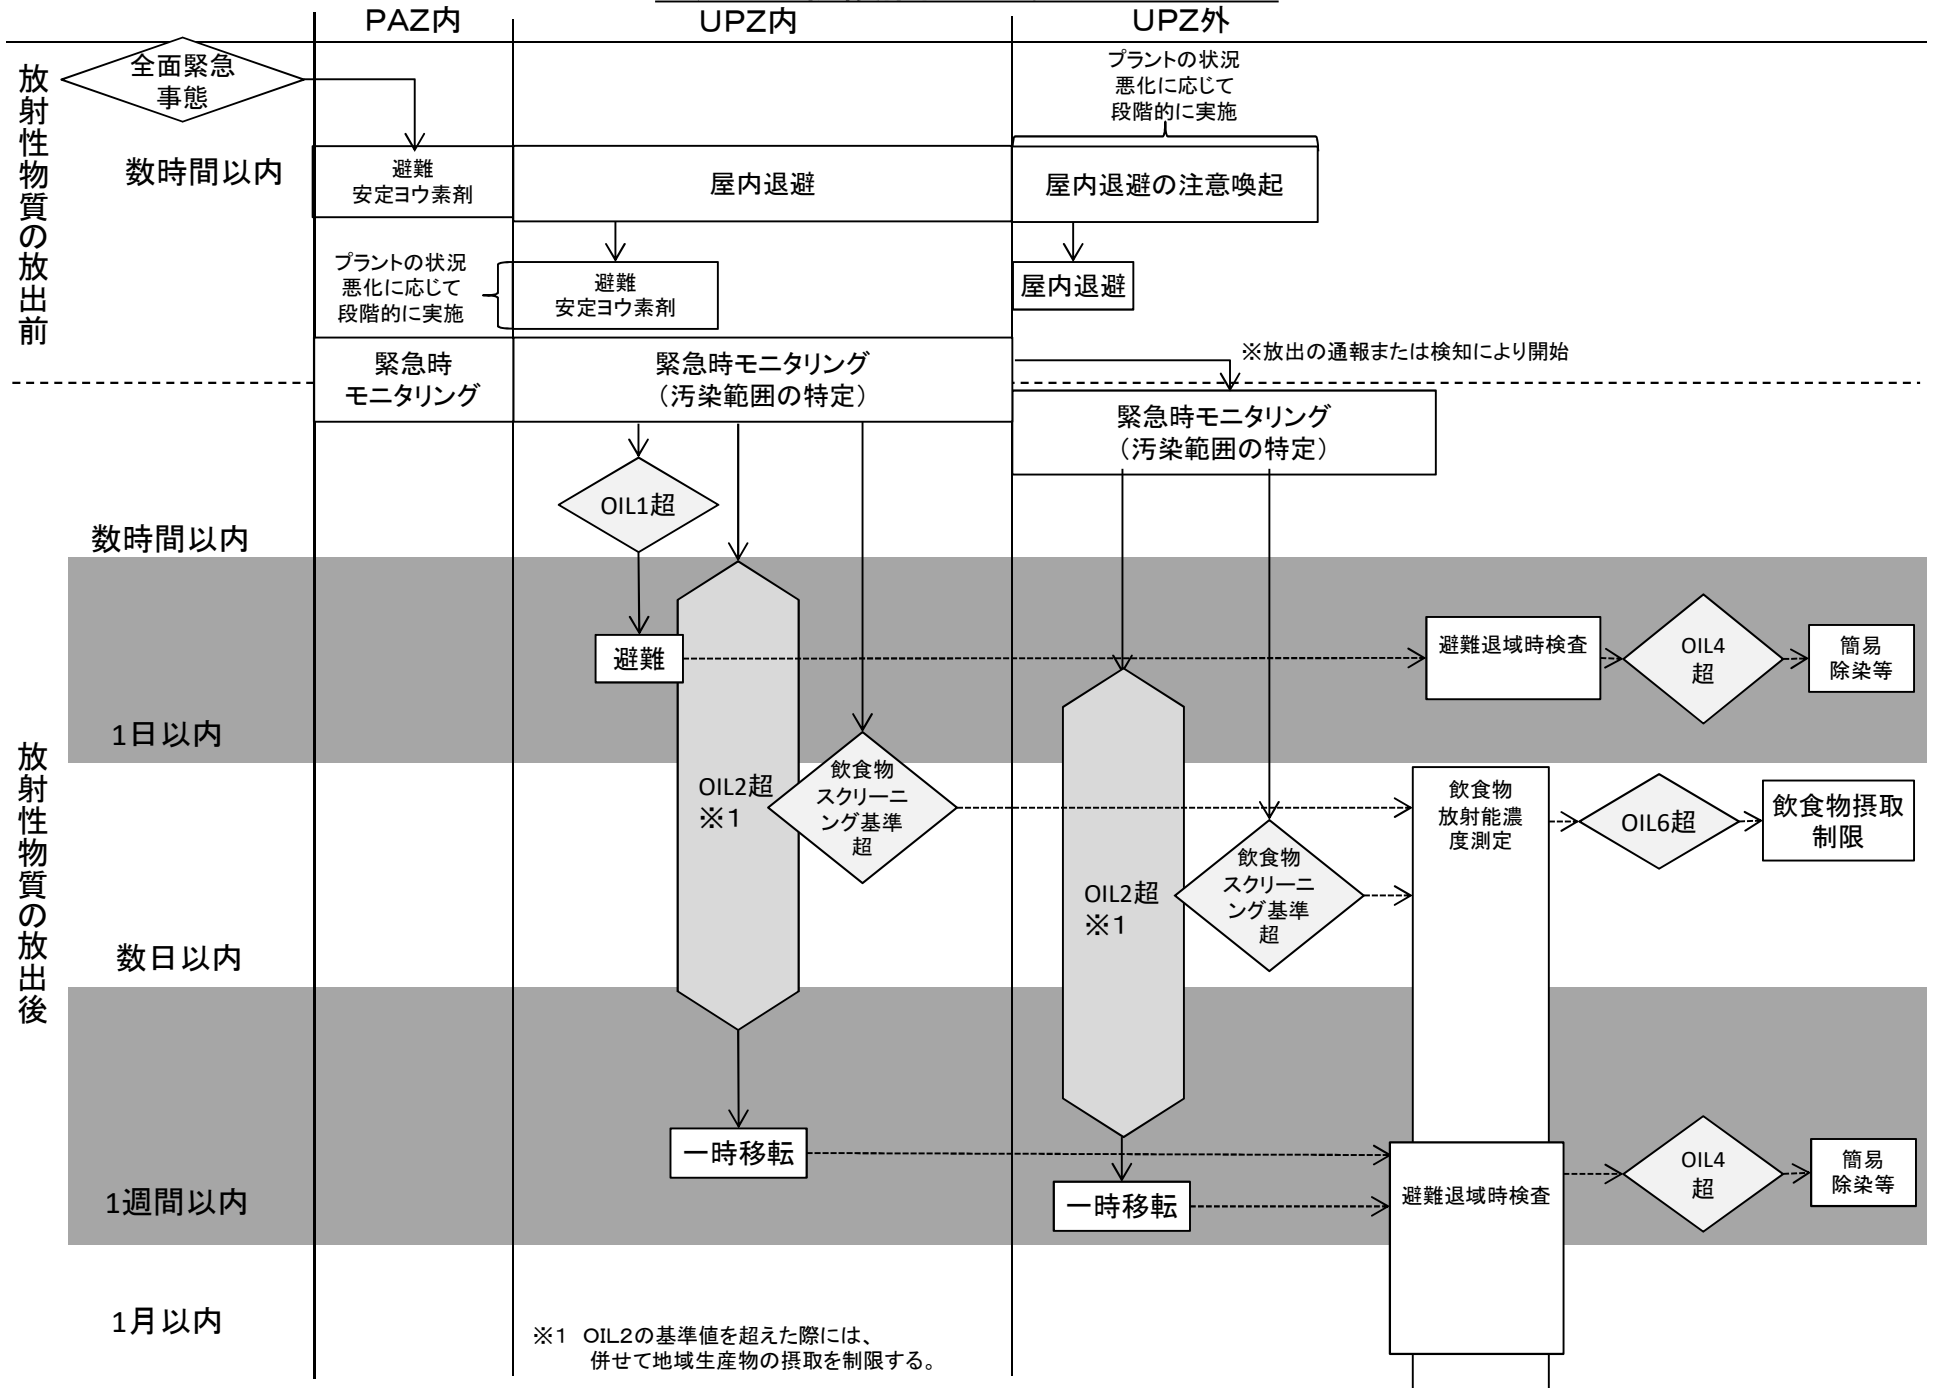 PAZ内
UPZ内
UPZ外
放射性物質の放出前
全面緊急
事態
数時間以内
避難
安定ヨウ素剤
屋内退避
プラントの状況
悪化に応じて
段階的に実施
屋内退避の注意喚起
プラントの状況
悪化に応じて
段階的に実施
避難
安定ヨウ素剤
屋内退避
緊急時
モニタリング
緊急時モニタリング
（汚染範囲の特定）
※放出の通報または検知により開始
緊急時モニタリング
（汚染範囲の特定）
放射性物質の放出後
OIL1超
数時間以内
避難
避難退域時検査
OIL4
超
簡易
除染等
1日以内
OIL2超
※1
飲食物
スクリーニ
ング基準
超
飲食物
放射能濃
度測定
OIL6超
飲食物摂取
制限
OIL2超
※1
飲食物
スクリーニ
ング基準
超
数日以内
一時移転
一時移転
避難退域時検査
OIL4
超
簡易
除染等
1週間以内
1月以内
※1 OIL2の基準値を超えた際には、
併せて地域生産物の摂取を制限する。